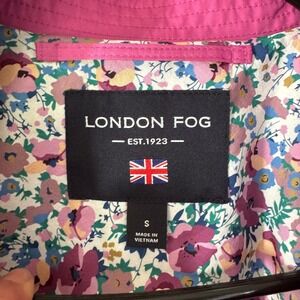 LONDON FOG
EST.1923
S
MADE IN
VIETNAM